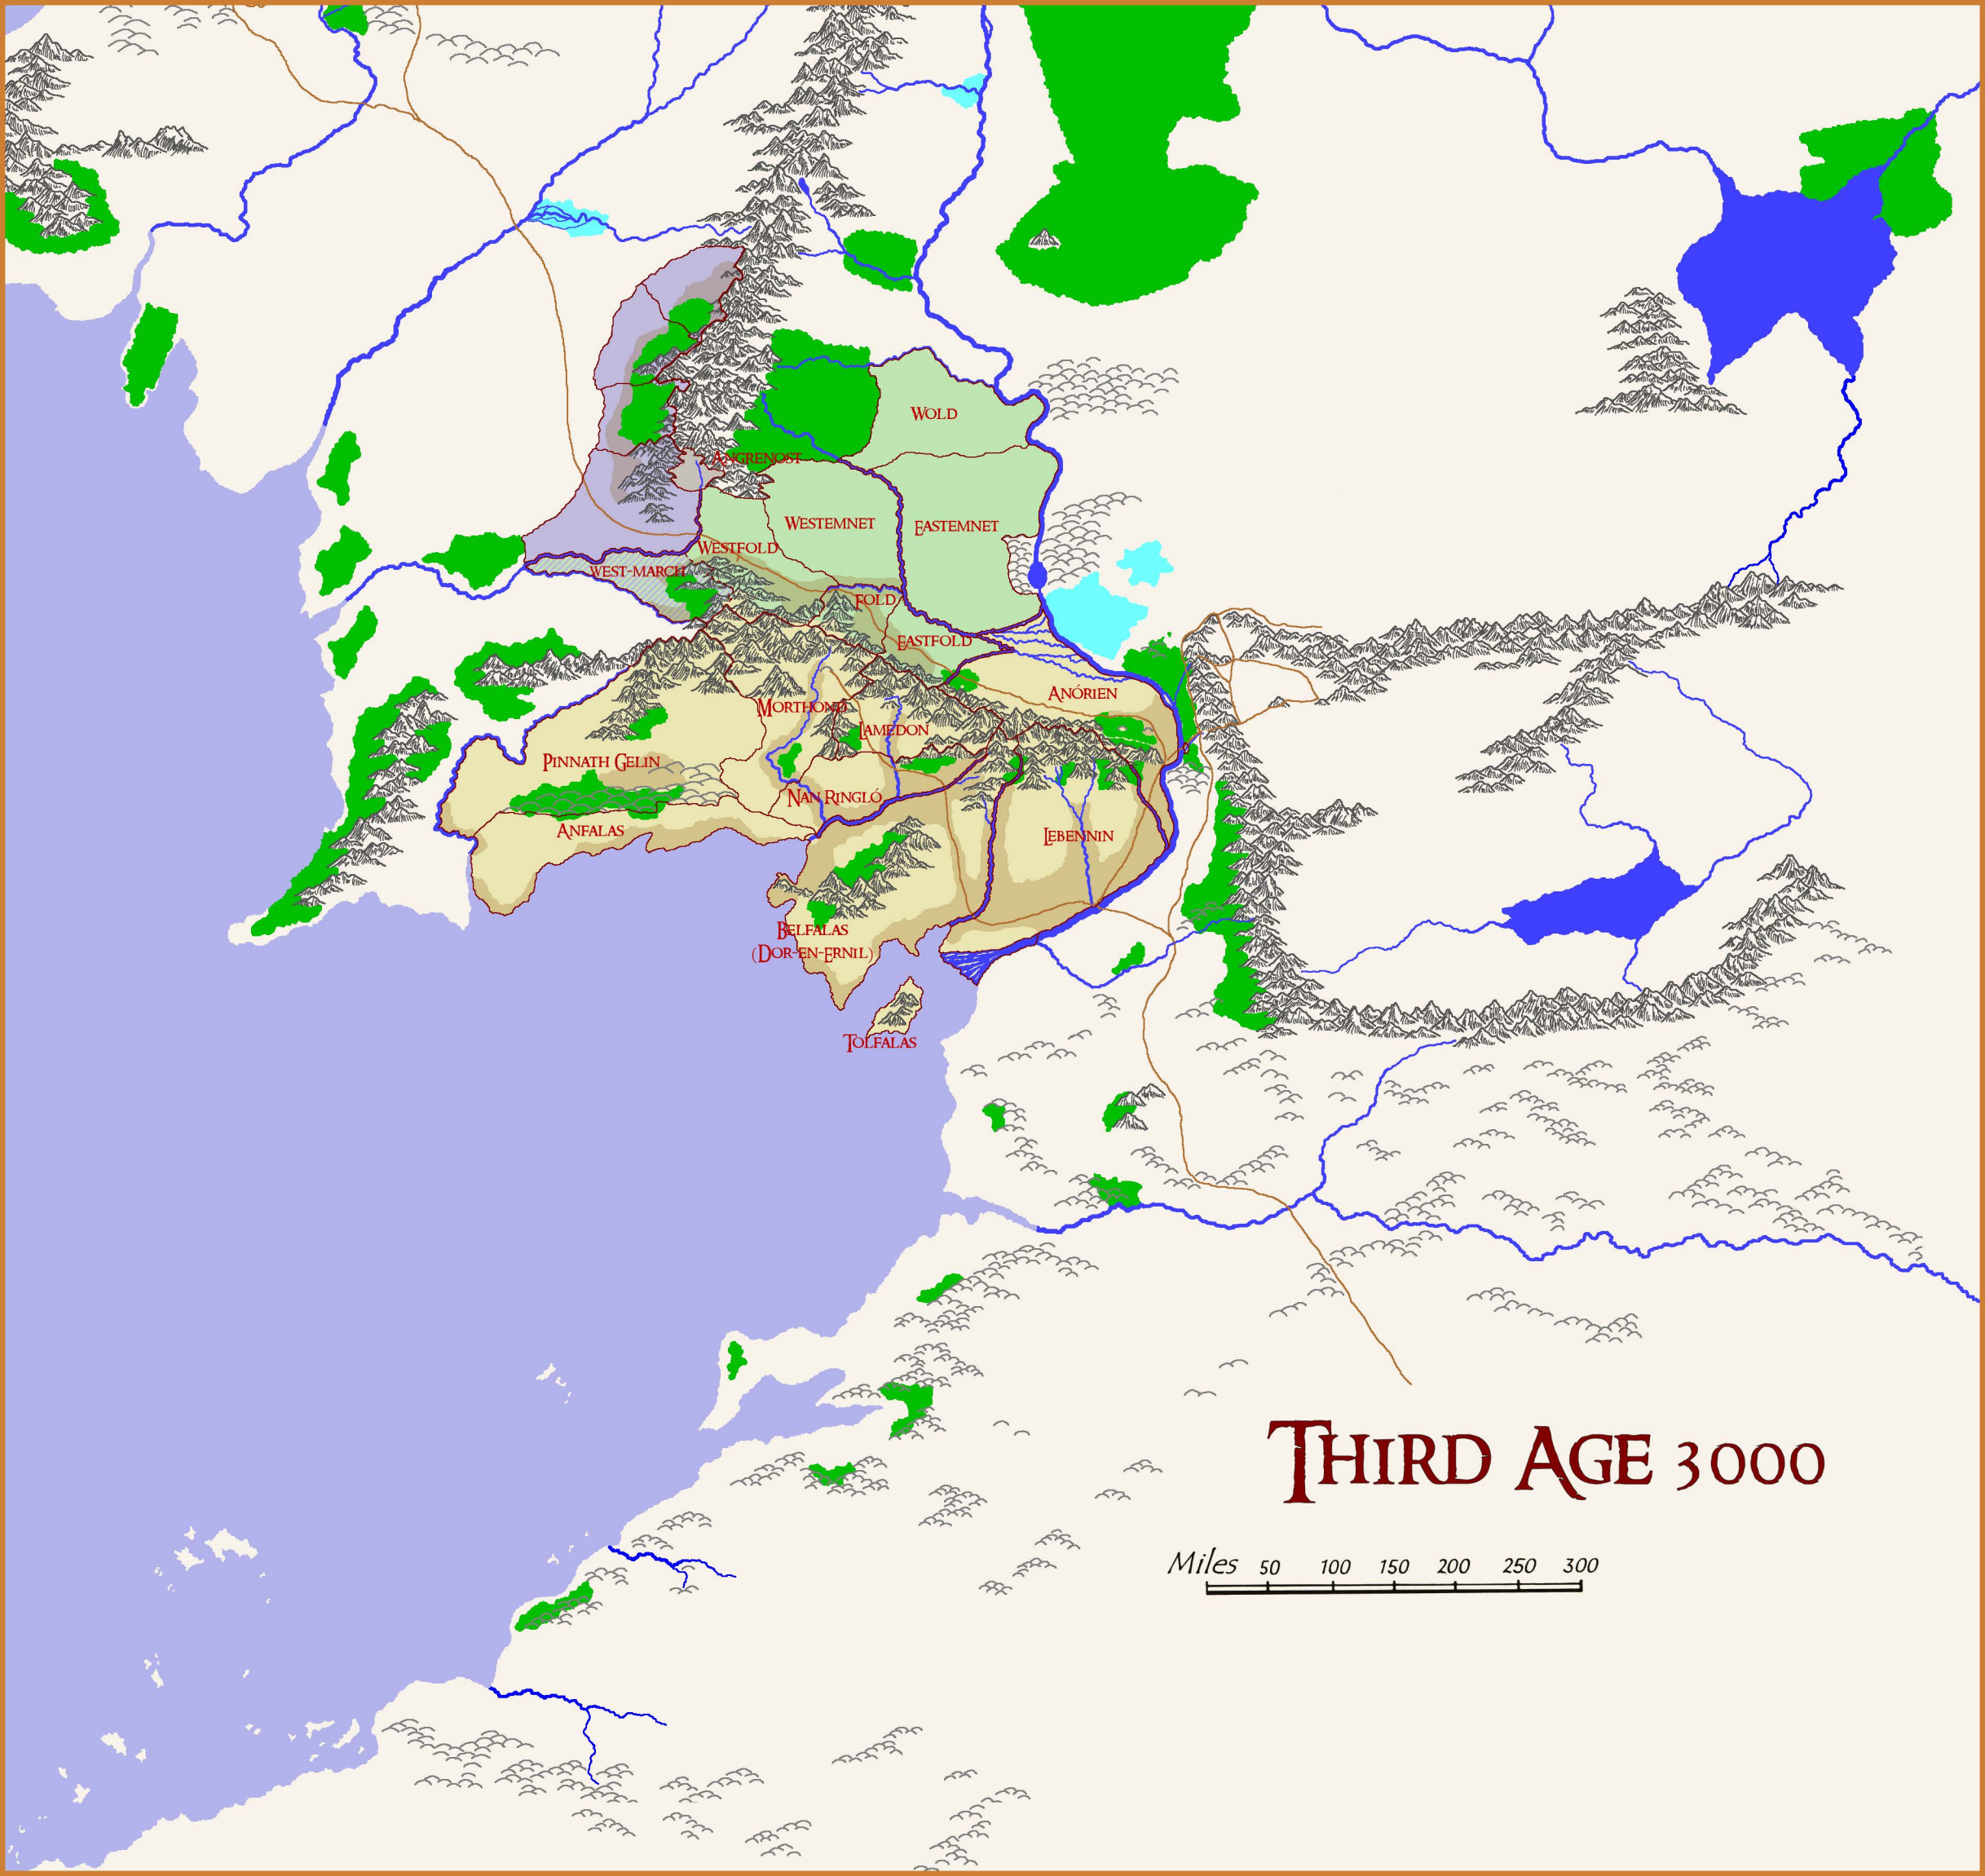 Wold
Angrenost
Westemnet
Eastemnet
Westfold
West-march
Fold
Eastfold
Anórien
Morthond
Lamedon
Pinnath Gelin
Nan Ringló
Anfalas
Lebennin
Belfalas
(Dor-en-Ernil)
Tolfalas
Third Age 3000
Miles 50 100 150 200 250 300